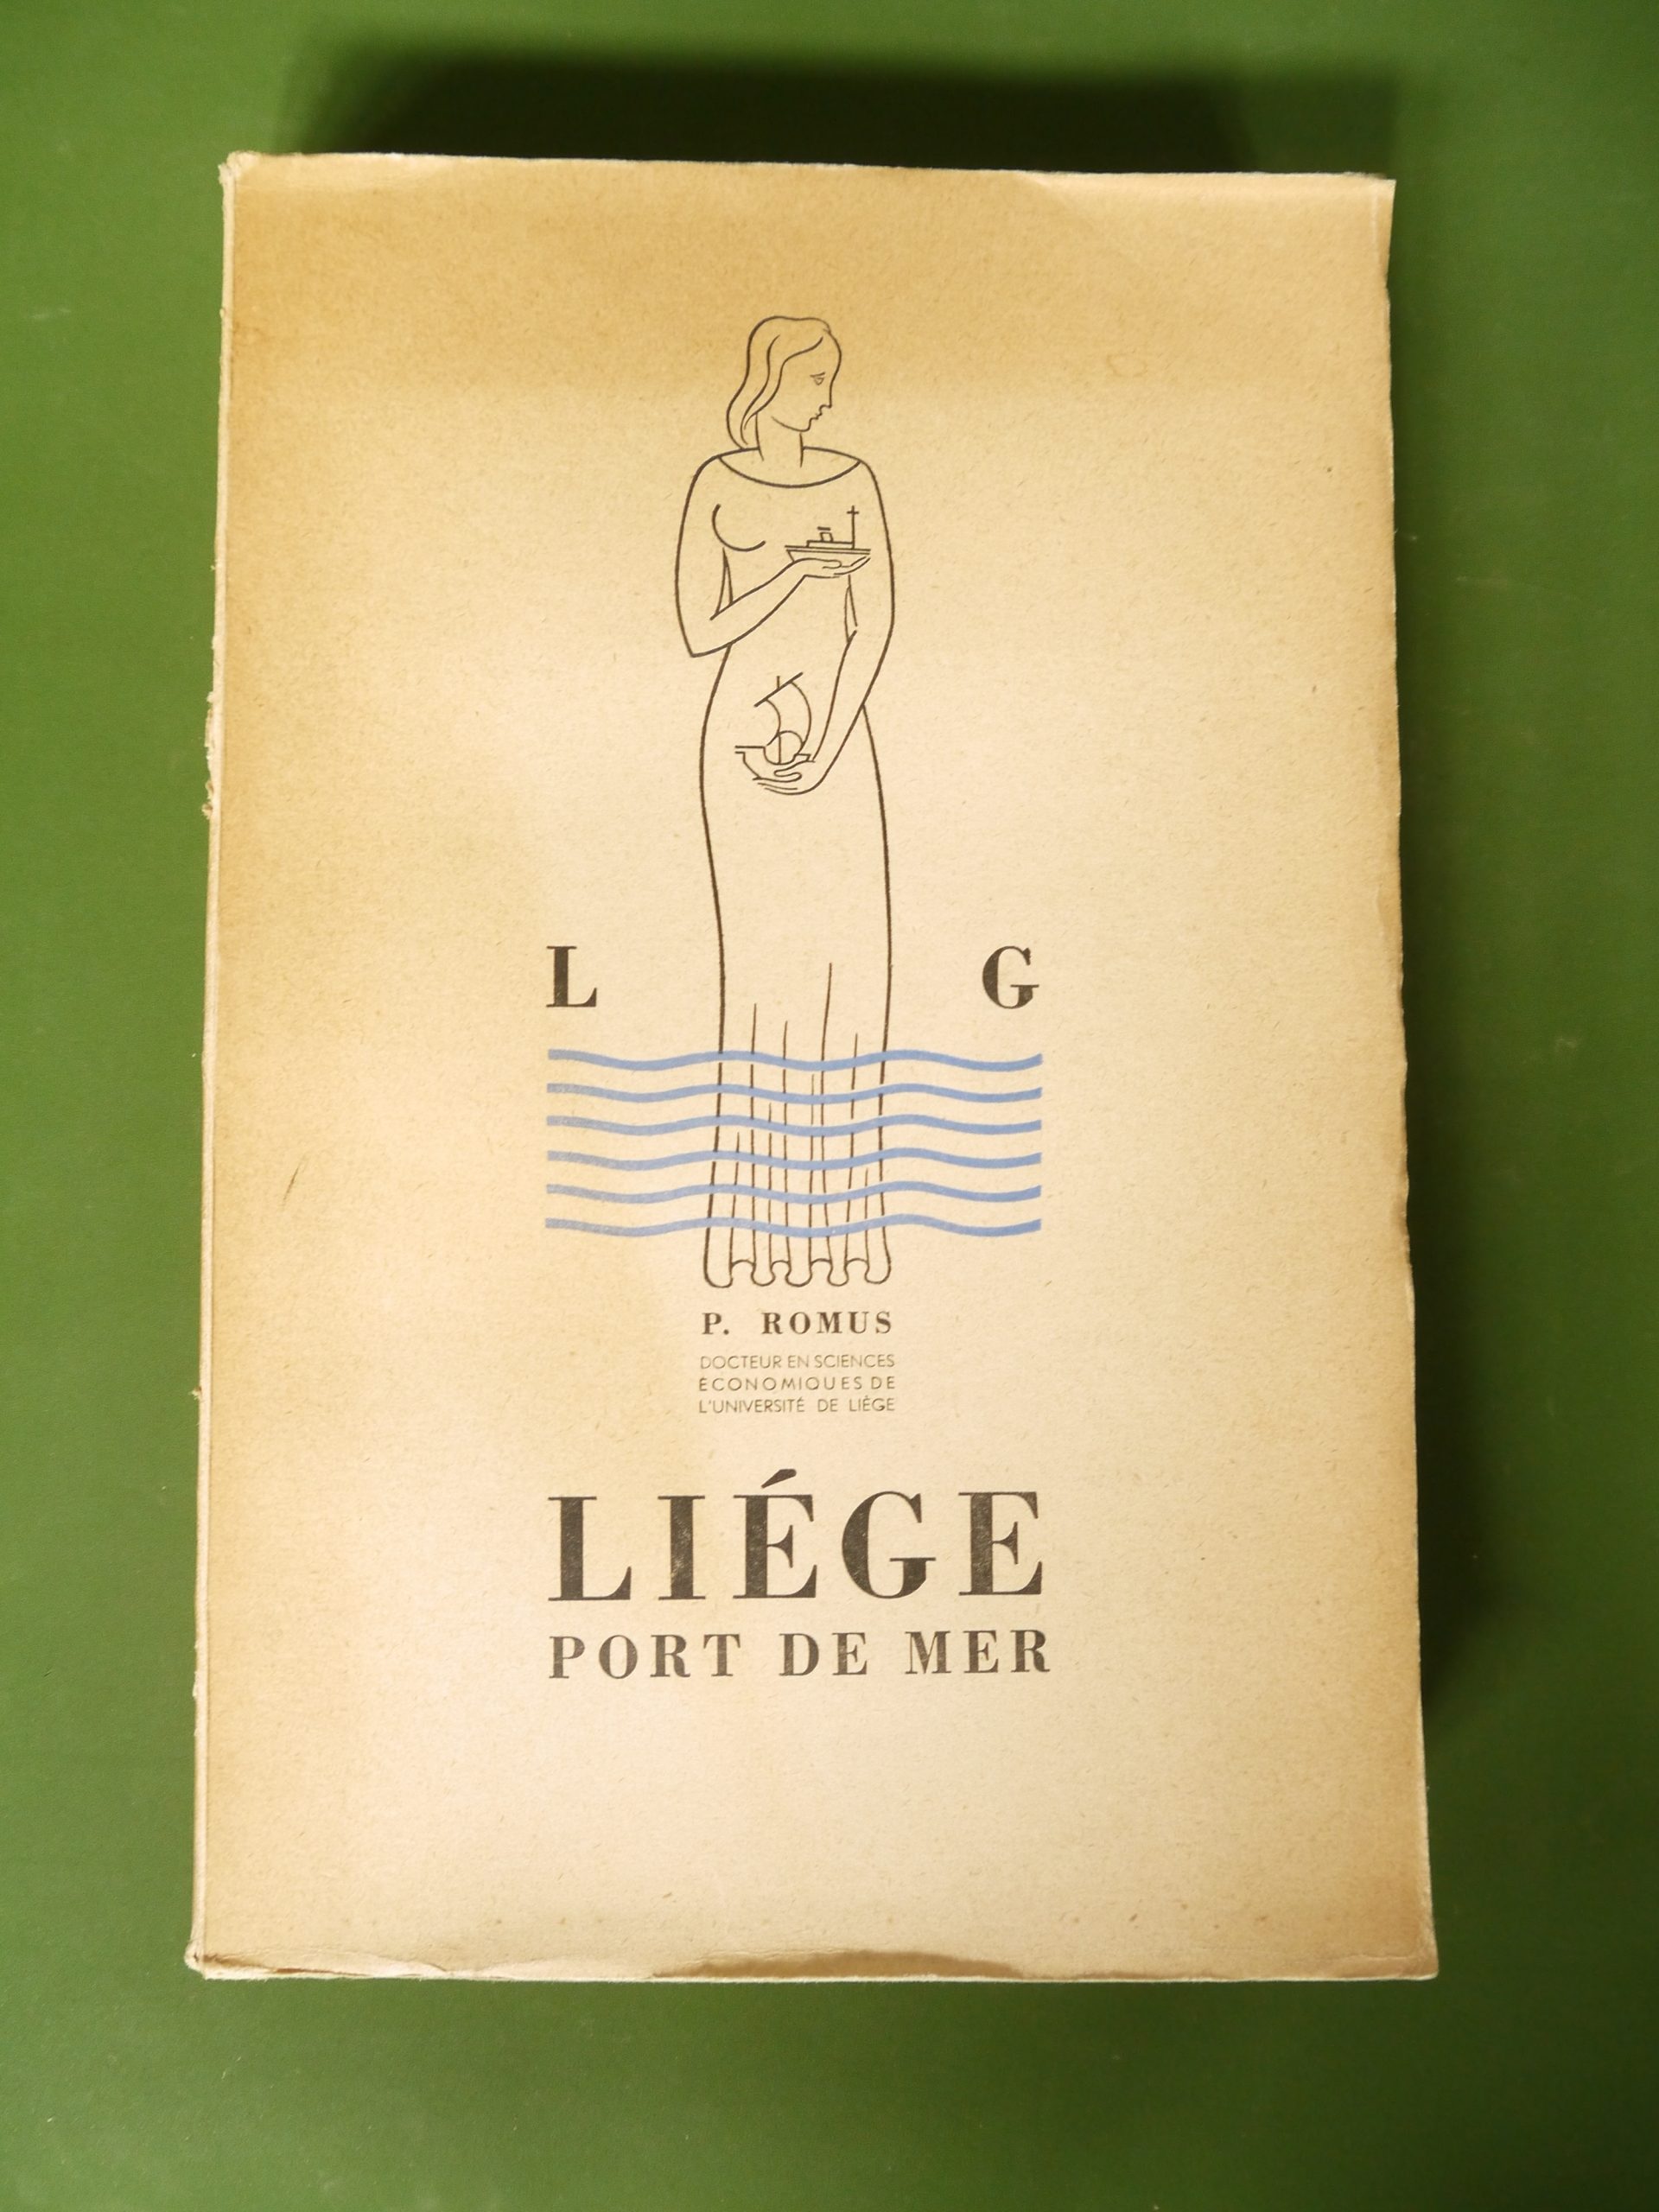 L G
P. ROMUS
DOCTEUR EN SCIENCES
ÉCONOMIQUES DE
L'UNIVERSITÉ DE LIÉGE
LIÉGE
PORT DE MER